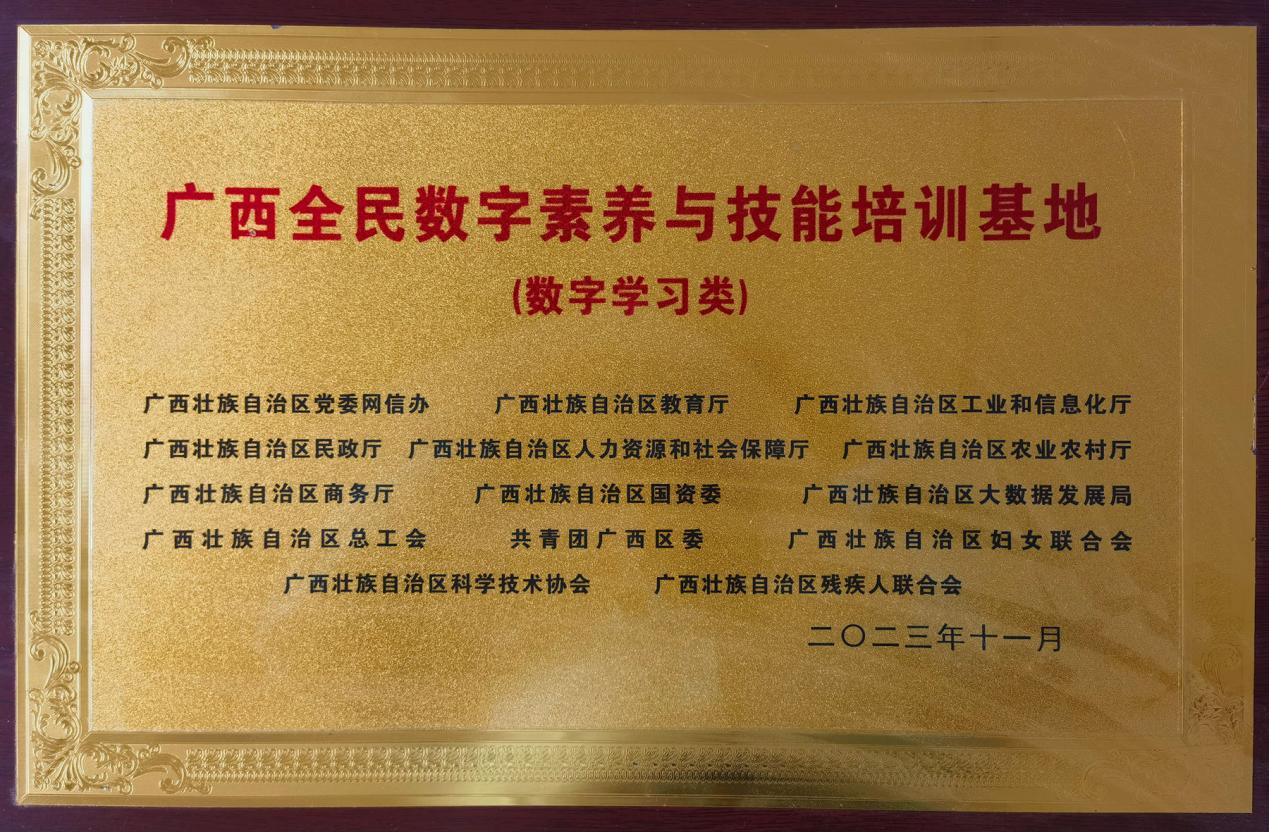 广西全民数字素养与技能培训基地
(数字学习类)
广西壮族自治区党委网信办 广西壮族自治区教育厅 广西壮族自治区工业和信息化厅
广西壮族自治区民政厅 广西壮族自治区人力资源和社会保障厅 广西壮族自治区农业农村厅
广西壮族自治区商务厅 广西壮族自治区国资委 广西壮族自治区大数据发展局
广西壮族自治区总工会 共青团广西区委 广西壮族自治区妇女联合会
广西壮族自治区科学技术协会 广西壮族自治区残疾人联合会
二〇二三年十一月